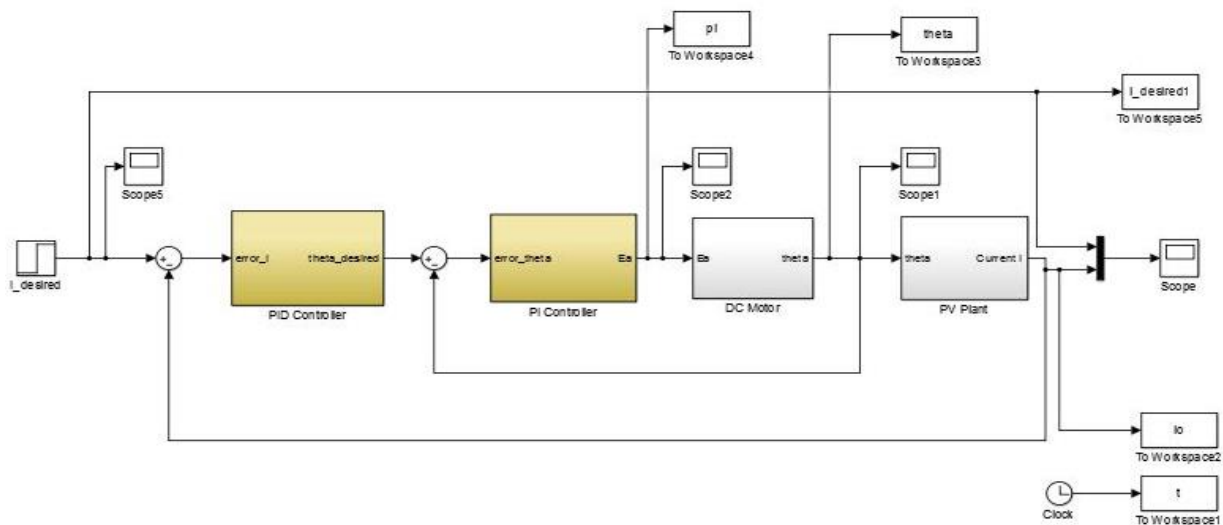 pI
To Workspace4
theta
To Workspace3
I_desired1
To Workspace5
Scope5
Scope2
Scope1
I_desired
+
_
error_I
theta_desired
PID Controller
+
_
error_theta
Ea
PI Controller
Ea
theta
DC Motor
theta
Current I
PV Plant
Scope
Io
To Workspace2
Clock
t
To Workspace1